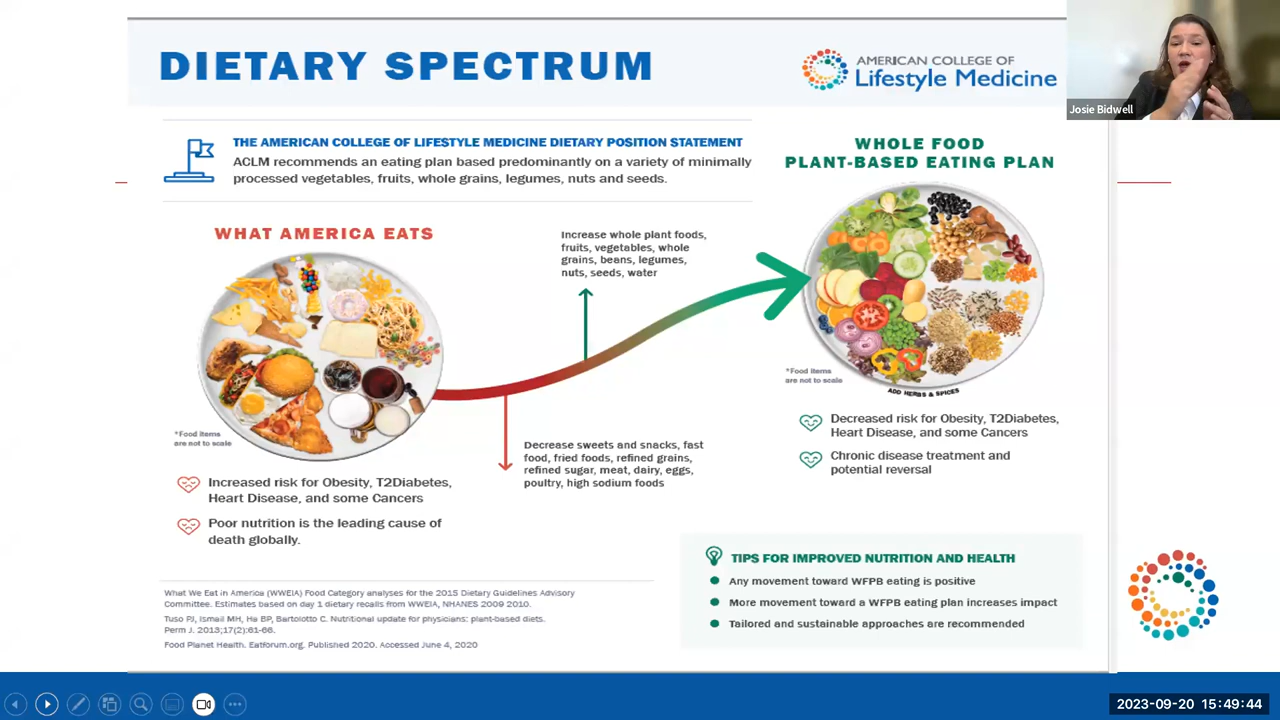 DIETARY SPECTRUM
AMERICAN COLLEGE OF
Lifestyle Medicine
Josie Bidwell
THE AMERICAN COLLEGE OF LIFESTYLE MEDICINE DIETARY POSITION STATEMENT
ACLM recommends an eating plan based predominantly on a variety of minimally
processed vegetables, fruits, whole grains, legumes, nuts and seeds.
WHOLE FOOD
PLANT-BASED EATING PLAN
WHAT AMERICA EATS
Increase whole plant foods,
fruits, vegetables, whole
grains, beans, legumes,
nuts, seeds, water
*Food items
are not to scale
ADD HERBS & SPICES
Decreased risk for Obesity, T2Diabetes,
Heart Disease, and some Cancers
Chronic disease treatment and
potential reversal
*Food items
are not to scale
Decrease sweets and snacks, fast
food, fried foods, refined grains,
refined sugar, meat, dairy, eggs,
poultry, high sodium foods
Increased risk for Obesity, T2Diabetes,
Heart Disease, and some Cancers
Poor nutrition is the leading cause of
death globally.
TIPS FOR IMPROVED NUTRITION AND HEALTH
Any movement toward WFPB eating is positive
More movement toward a WFPB eating plan increases impact
Tailored and sustainable approaches are recommended
What We Eat in America (WWEIA) Food Category analyses for the 2015 Dietary Guidelines Advisory
Committee. Estimates based on day 1 dietary recalls from WWEIA, NHANES 2009 2010.
Tuso PJ, Ismail MH, Ha BP, Bartolotto C. Nutritional update for physicians: plant-based diets.
Perm J. 2013;17(2):61-66.
Food Planet Health. Eatforum.org. Published 2020. Accessed June 4, 2020
2023-09-20 15:49:44